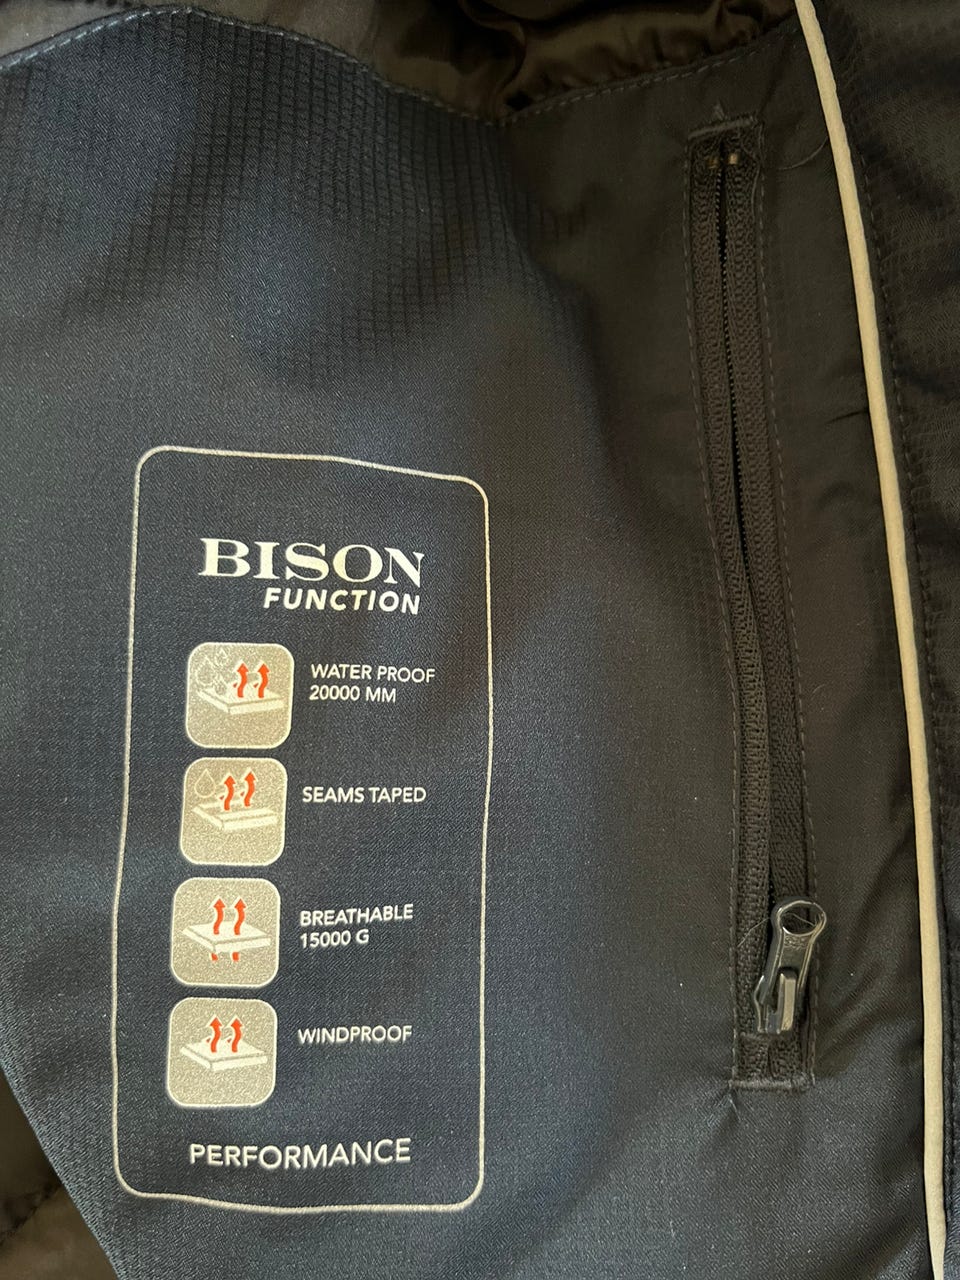 BISON
FUNCTION
WATER PROOF
20000 MM
SEAMS TAPED
BREATHABLE
15000 G
WINDPROOF
PERFORMANCE